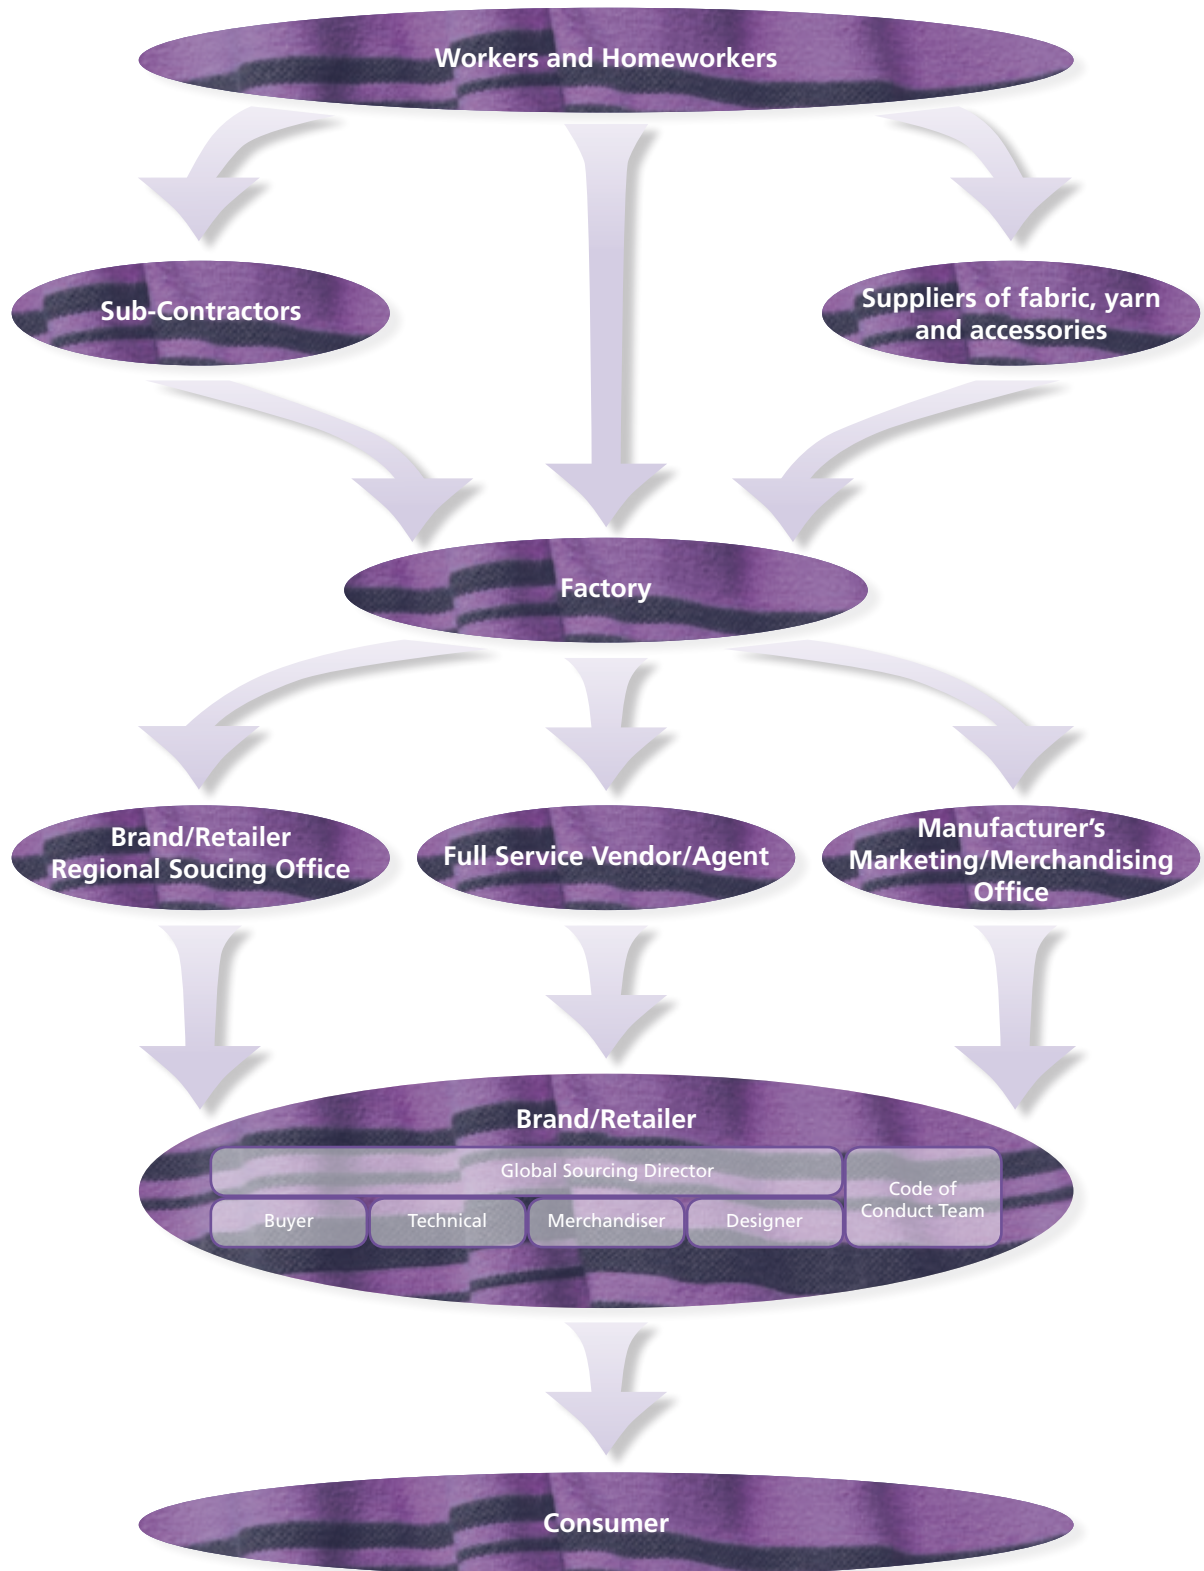 Workers and Homeworkers
Sub-Contractors
Suppliers of fabric, yarn
and accessories
Factory
Brand/Retailer
Regional Soucing Office
Full Service Vendor/Agent
Manufacturer's
Marketing/Merchandising
Office
Brand/Retailer
Global Sourcing Director
Code of
Conduct Team
Buyer
Technical
Merchandiser
Designer
Consumer